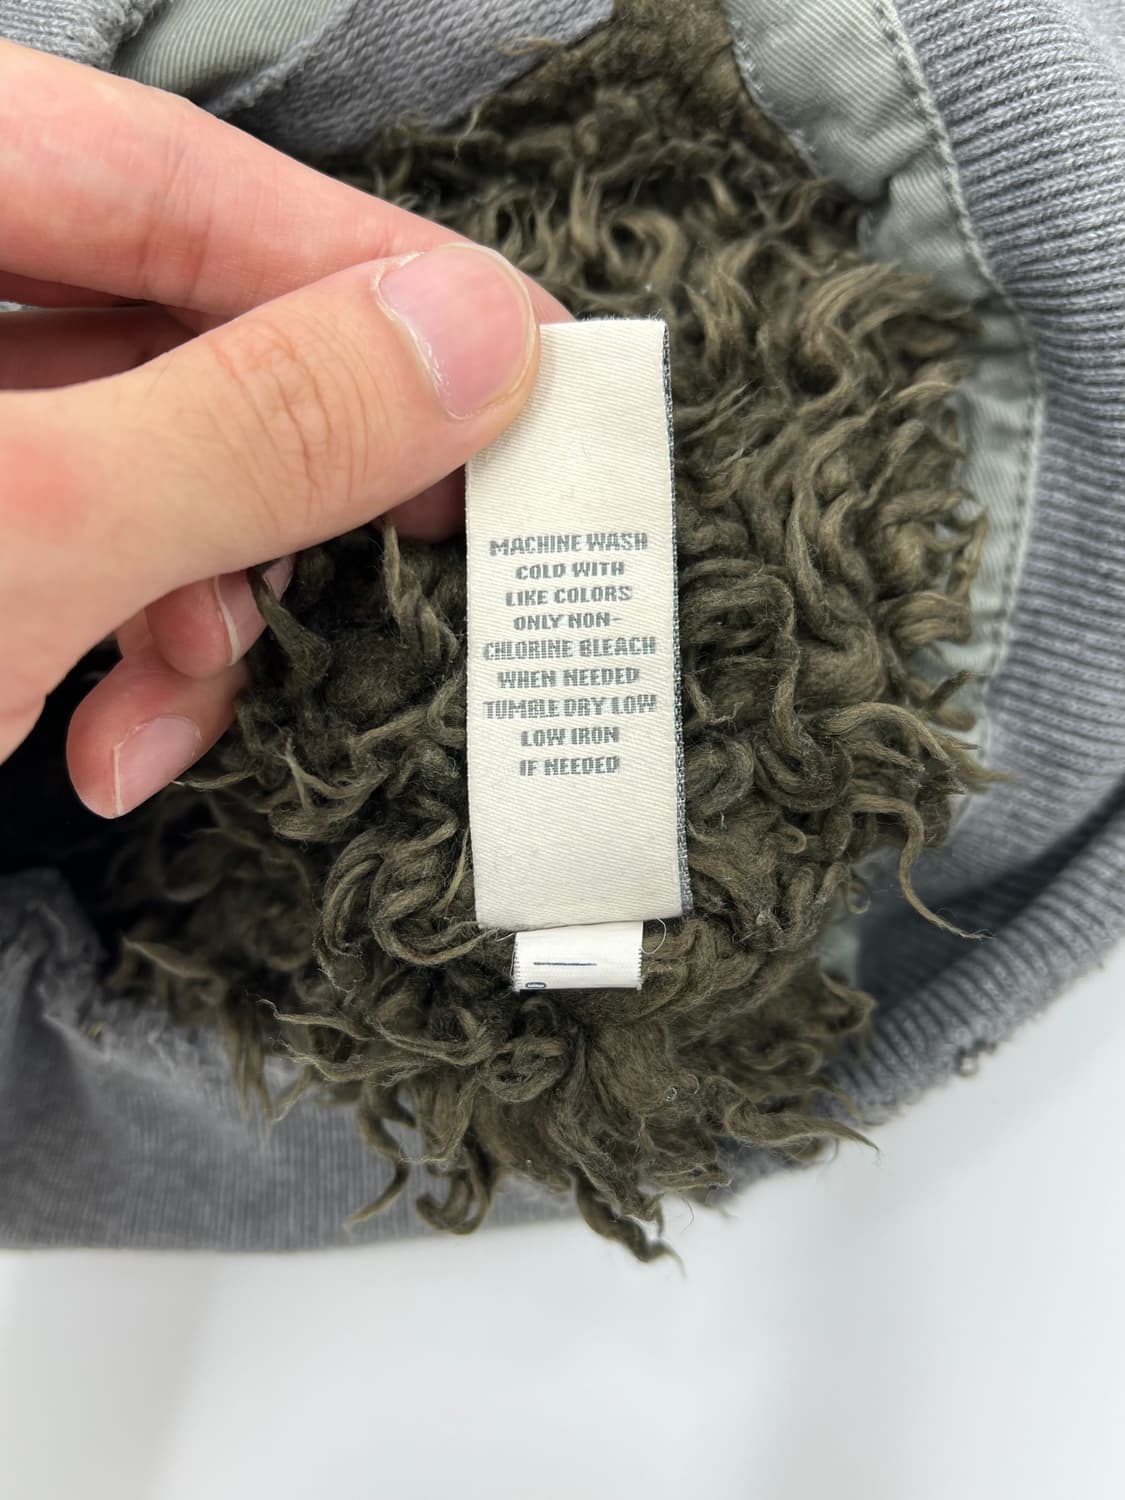 MACHINE WASH
COLD WITH
LIKE COLORS
ONLY NON-
CHLORINE BLEACH
WHEN NEEDED
TUMBLE DRY LOW
LOW IRON
IF NEEDED